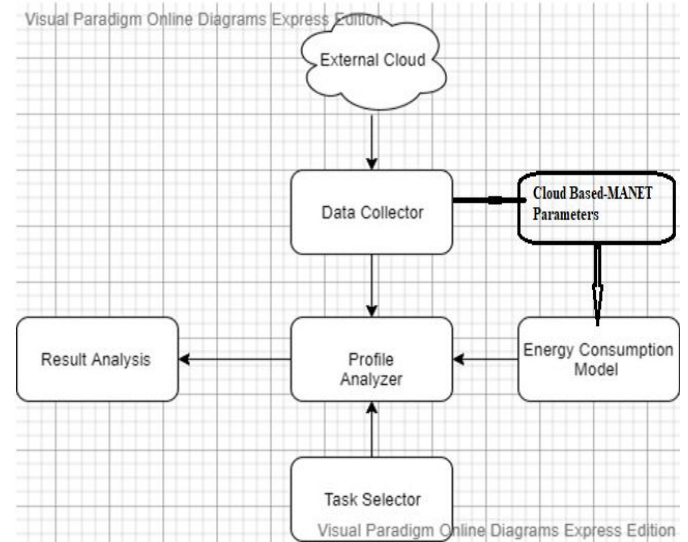 Visual Paradigm Online Diagrams Express Edition
External Cloud
Data Collector
Cloud Based-MANET
Parameters
Result Analysis
Profile
Analyzer
Energy Consumption
Model
Task Selector
Visual Paradigm Online Diagrams Express Edition